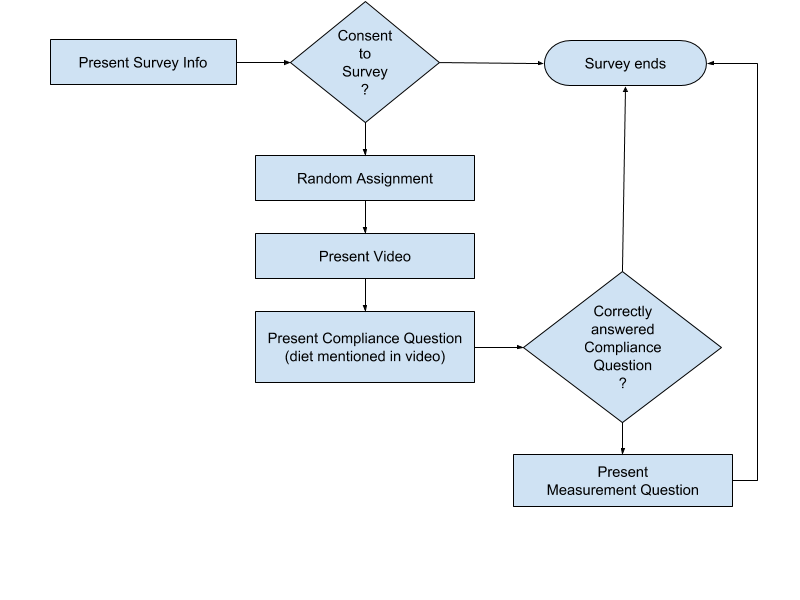 Present Survey Info
Consent
to
Survey
?
Survey ends
Random Assignment
Present Video
Present Compliance Question
(diet mentioned in video)
Correctly
answered
Compliance
Question
?
Present
Measurement Question